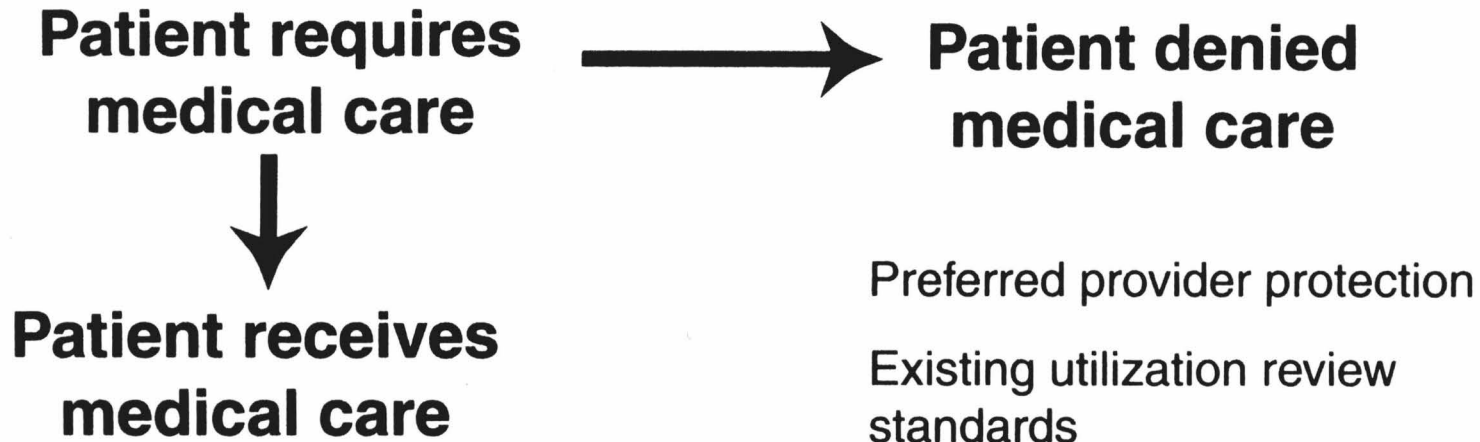 Patient requires
medical care
Patient denied
medical care
Patient receives
medical care
Preferred provider protection
Existing utilization review
standards